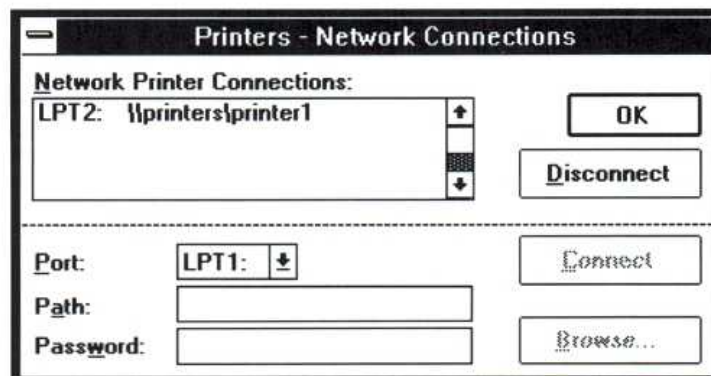 Printers - Network Connections
Network Printer Connections:
LPT2: \\printers\printer1
OK
Disconnect
Port:
LPT1:
Connect
Path:
Password:
Browse...